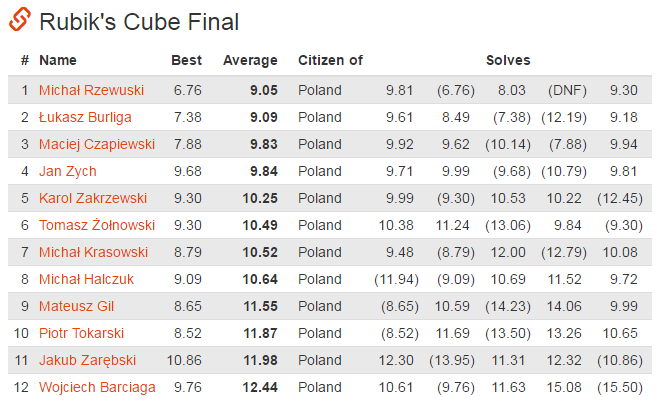 Rubik's Cube Final
# Name Best Average Citizen of Solves
1 Michał Rzewuski 6.76 9.05 Poland 9.81 (6.76) 8.03 (DNF) 9.30
2 Łukasz Burliga 7.38 9.09 Poland 9.61 8.49 (7.38) (12.19) 9.18
3 Maciej Czapiewski 7.88 9.83 Poland 9.92 9.62 (10.14) (7.88) 9.94
4 Jan Zych 9.68 9.84 Poland 9.71 9.99 (9.68) (10.79) 9.81
5 Karol Zakrzewski 9.30 10.25 Poland 9.99 (9.30) 10.53 10.22 (12.45)
6 Tomasz Żołnowski 9.30 10.49 Poland 10.38 11.24 (13.06) 9.84 (9.30)
7 Michał Krasowski 8.79 10.52 Poland 9.48 (8.79) 12.00 (12.79) 10.08
8 Michał Halczuk 9.09 10.64 Poland (11.94) (9.09) 10.69 11.52 9.72
9 Mateusz Gil 8.65 11.55 Poland (8.65) 10.59 (14.23) 14.06 9.99
10 Piotr Tokarski 8.52 11.87 Poland (8.52) 11.69 (13.50) 13.26 10.65
11 Jakub Zarębski 10.86 11.98 Poland 12.30 (13.95) 11.31 12.32 (10.86)
12 Wojciech Barciaga 9.76 12.44 Poland 10.61 (9.76) 11.63 15.08 (15.50)